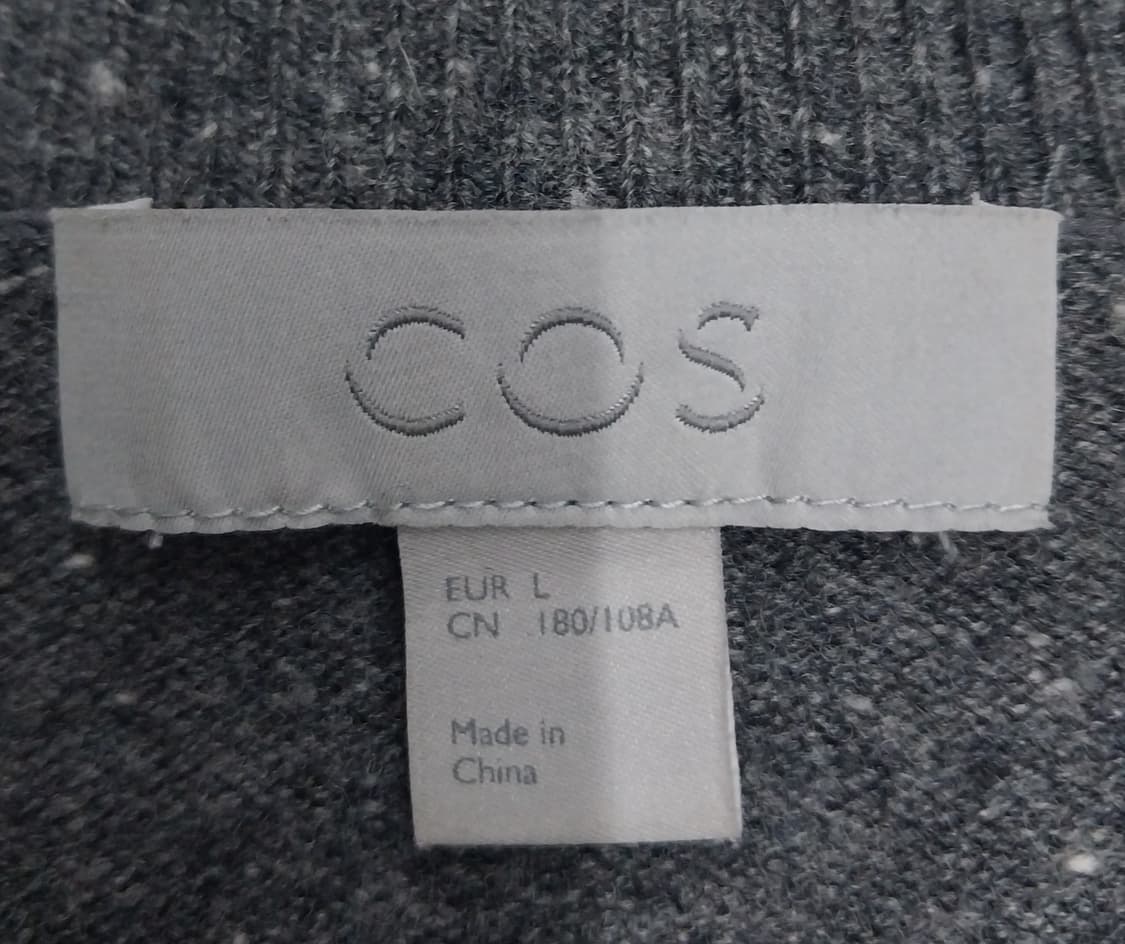 COS
EUR L
CN 180/108A
Made in
China